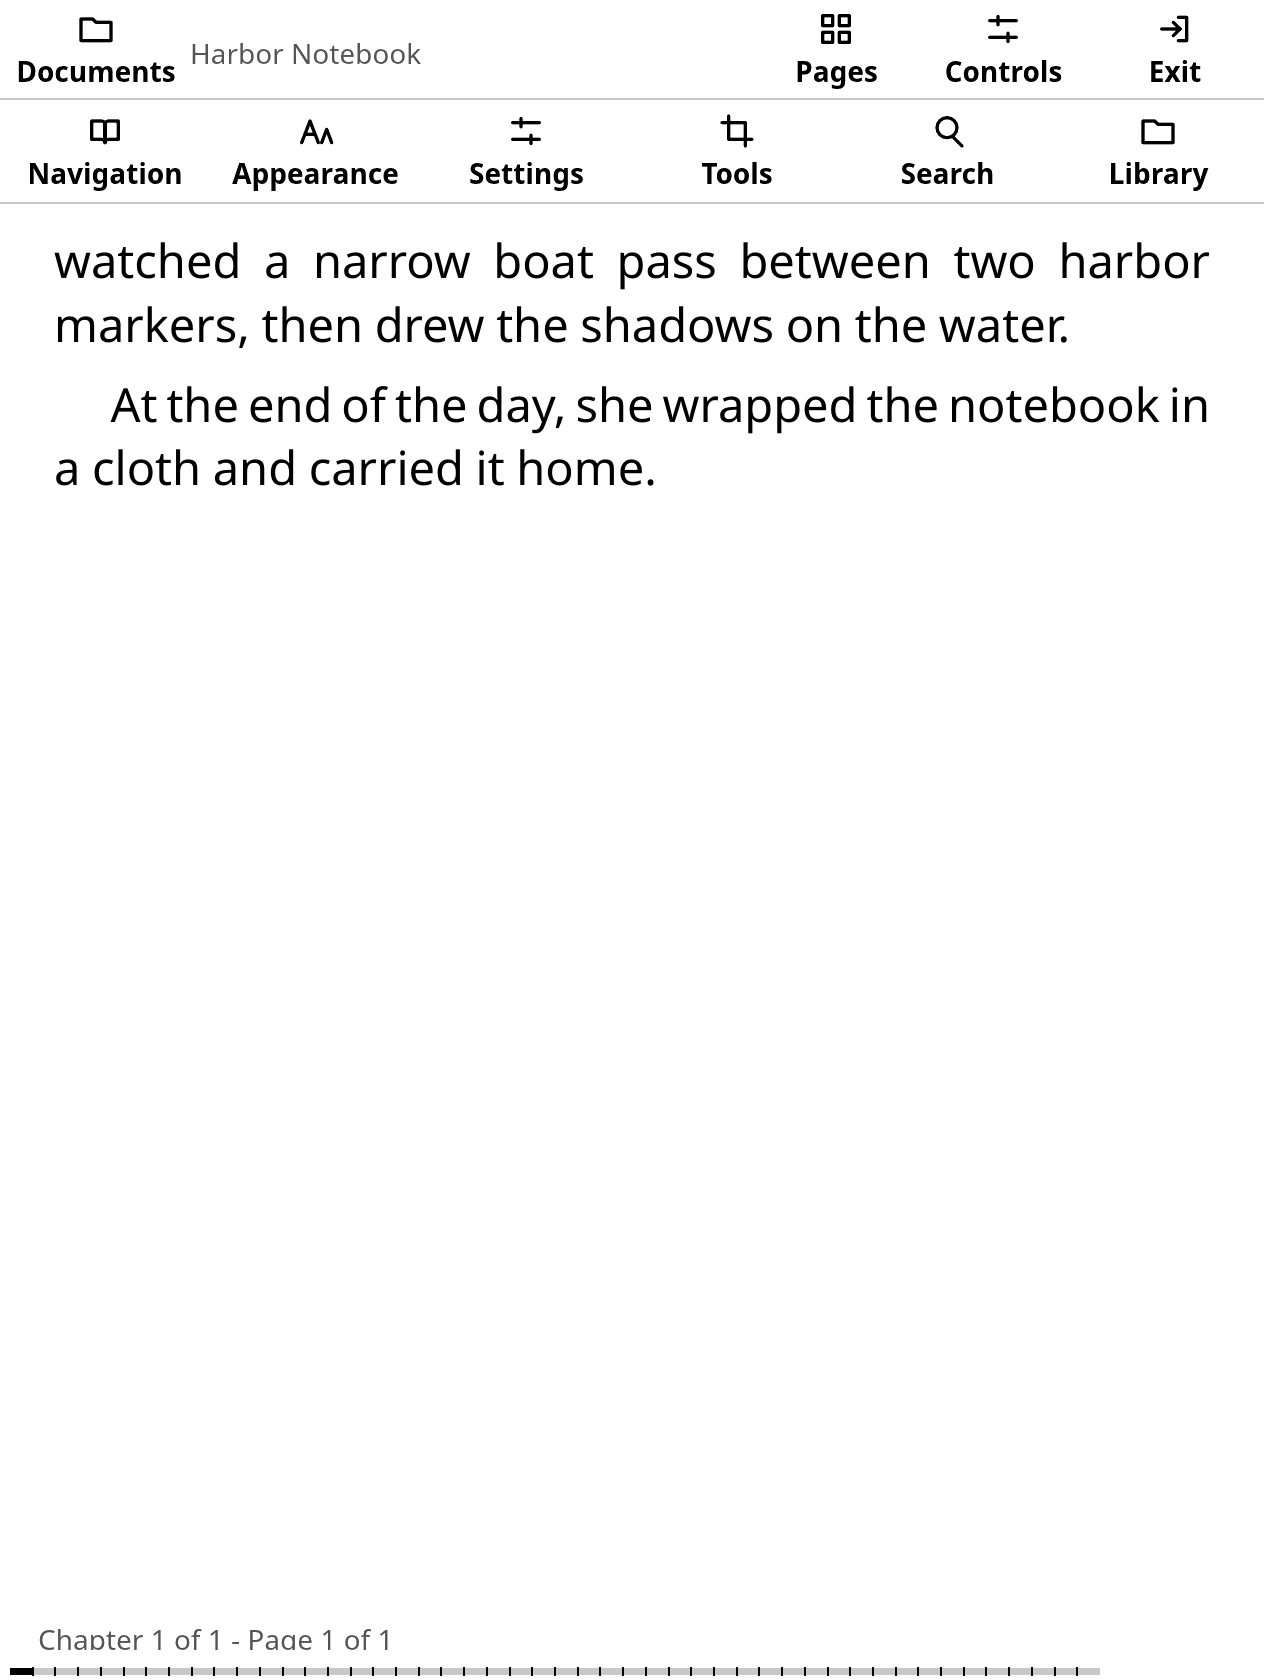 Documents
Harbor Notebook
Pages
Controls
Exit
Navigation
Appearance
Settings
Tools
Search
Library
watched a narrow boat pass between two harbor
markers, then drew the shadows on the water.
At the end of the day, she wrapped the notebook in
a cloth and carried it home.
Chapter 1 of 1 - Page 1 of 1